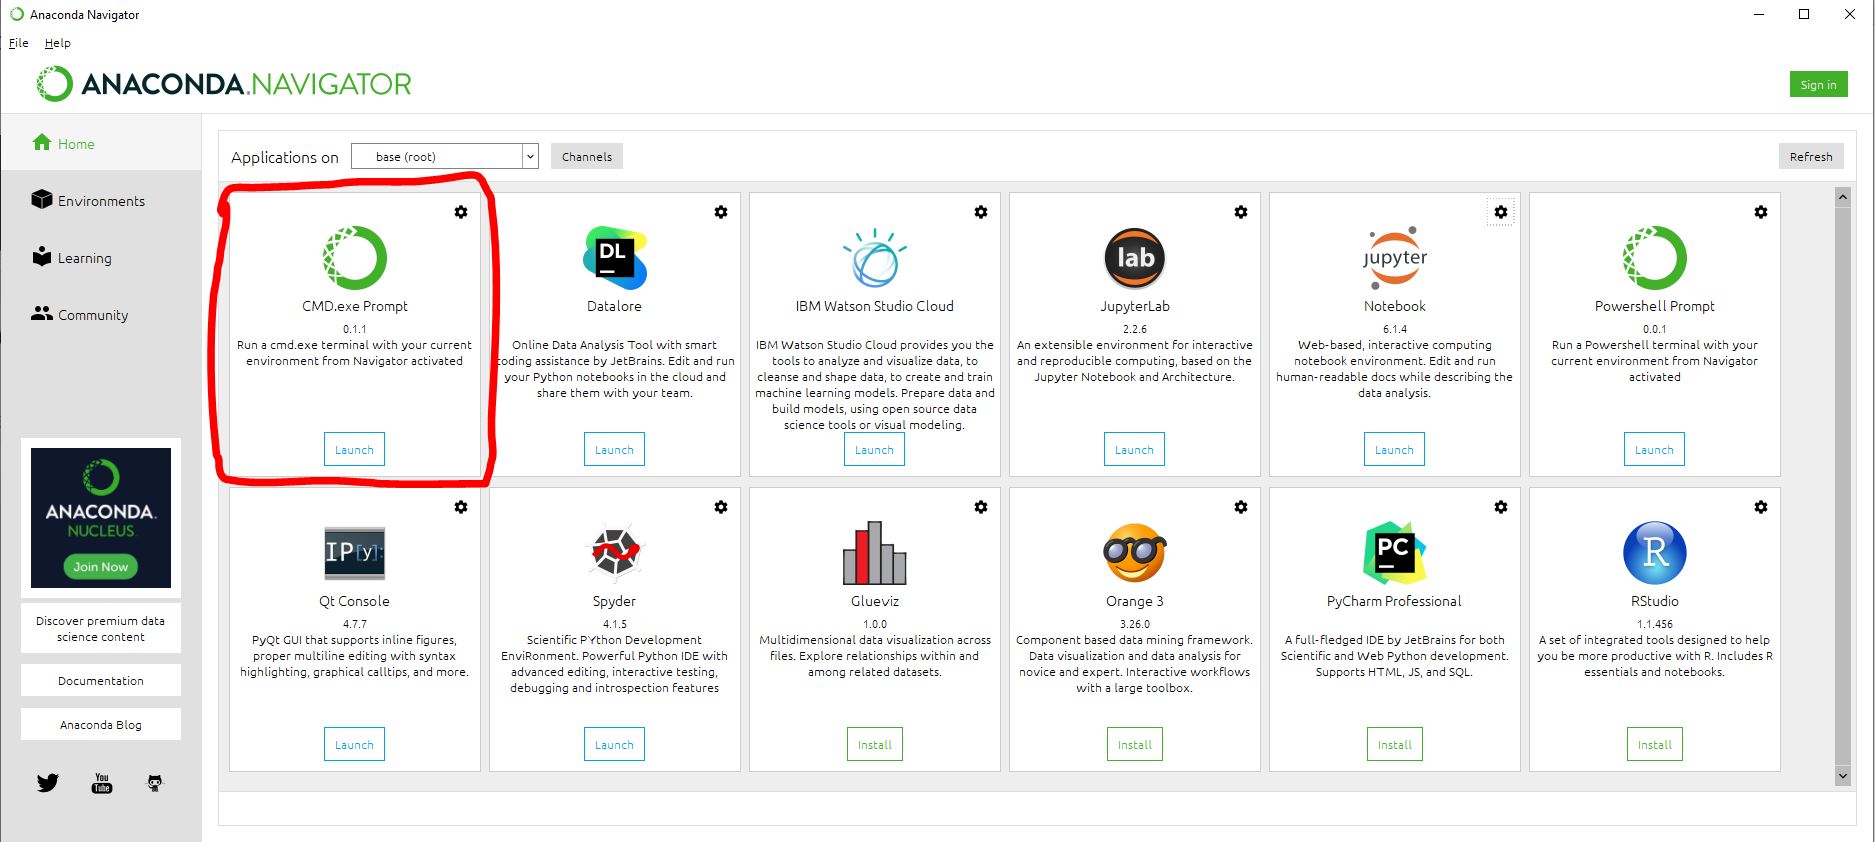 Anaconda Navigator
File Help
ANACONDA.NAVIGATOR
Sign in
Home
Environments
Learning
Community
ANACONDA.
NUCLEUS
Join Now
Discover premium data
science content
Documentation
Anaconda Blog
You
Tube
Applications on base (root) Channels Refresh
CMD.exe Prompt
0.1.1
Run a cmd.exe terminal with your current
environment from Navigator activated
Launch
DL
Datalore
Online Data Analysis Tool with smart
coding assistance by JetBrains. Edit and run
your Python notebooks in the cloud and
share them with your team.
Launch
IBM Watson Studio Cloud
IBM Watson Studio Cloud provides you the
tools to analyze and visualize data, to
cleanse and shape data, to create and train
machine learning models. Prepare data and
build models, using open source data
science tools or visual modeling.
Launch
lab
JupyterLab
2.2.6
An extensible environment for interactive
and reproducible computing, based on the
Jupyter Notebook and Architecture.
Launch
jupyter
Notebook
6.1.4
Web-based, interactive computing
notebook environment. Edit and run
human-readable docs while describing the
data analysis.
Launch
Powershell Prompt
0.0.1
Run a Powershell terminal with your
current environment from Navigator
activated
Launch
IP[y]:
Qt Console
4.7.7
PyQt GUI that supports inline figures,
proper multiline editing with syntax
highlighting, graphical calltips, and more.
Launch
Spyder
4.1.5
Scientific PYthon Development
EnviRonment. Powerful Python IDE with
advanced editing, interactive testing,
debugging and introspection features
Launch
Glueviz
1.0.0
Multidimensional data visualization across
files. Explore relationships within and
among related datasets.
Install
Orange 3
3.26.0
Component based data mining framework.
Data visualization and data analysis for
novice and expert. Interactive workflows
with a large toolbox.
Install
PC
PyCharm Professional
A full-fledged IDE by JetBrains for both
Scientific and Web Python development.
Supports HTML, JS, and SQL.
Install
R
RStudio
1.1.456
A set of integrated tools designed to help
you be more productive with R. Includes R
essentials and notebooks.
Install